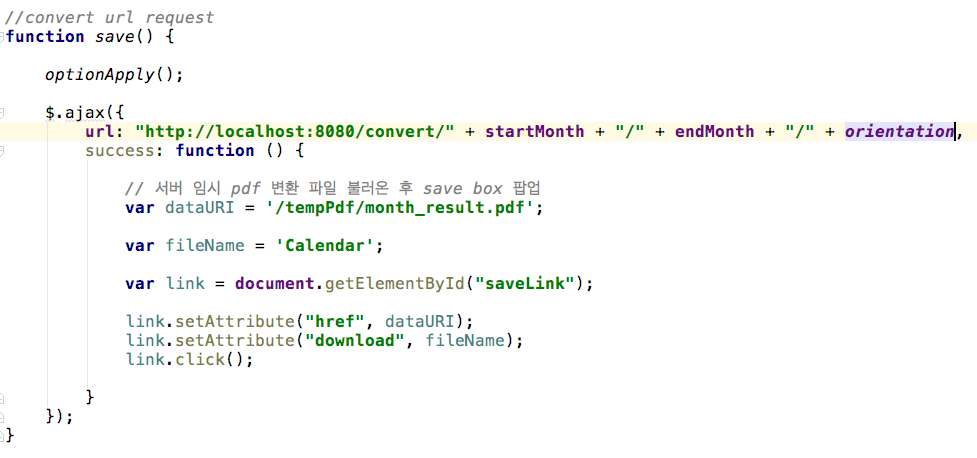 //convert url request
function save() {
optionApply();
$.ajax({
url: "http://localhost:8080/convert/" + startMonth + "/" + endMonth + "/" + orientation,
success: function () {
// 서버 임시 pdf 변환 파일 불러온 후 save box 팝업
var dataURI = '/tempPdf/month_result.pdf';
var fileName = 'Calendar';
var link = document.getElementById("saveLink");
link.setAttribute("href", dataURI);
link.setAttribute("download", fileName);
link.click();
}
});
}